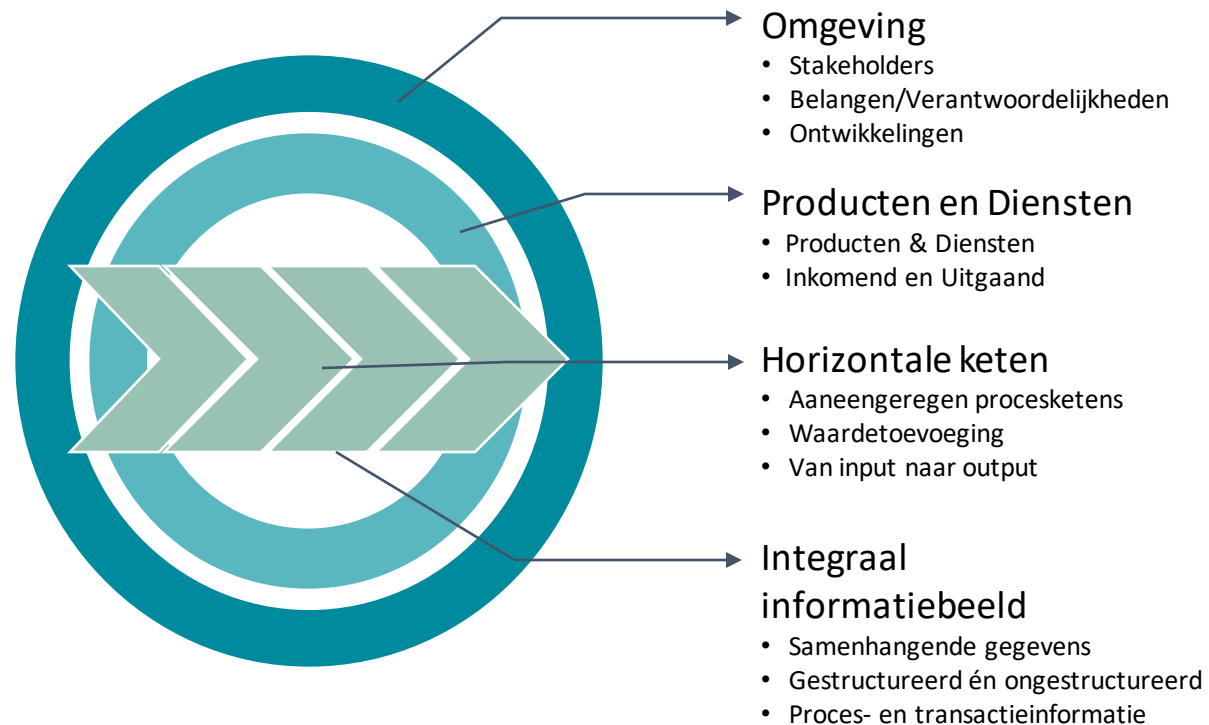 Omgeving
• Stakeholders
• Belangen/Verantwoordelijkheden
• Ontwikkelingen
Producten en Diensten
• Producten & Diensten
• Inkomend en Uitgaand
Horizontale keten
• Aaneengeregen procesketens
• Waardetoevoeging
• Van input naar output
Integraal
informatiebeeld
• Samenhangende gegevens
• Gestructureerd én ongestructureerd
• Proces- en transactieinformatie